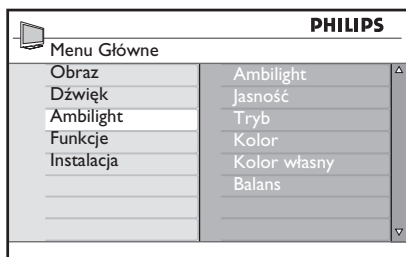 PHILIPS
Menu Główne
Obraz
Dźwięk
Ambilight
Funkcje
Instalacja
Ambilight
Jasność
Tryb
Kolor
Kolor własny
Balans